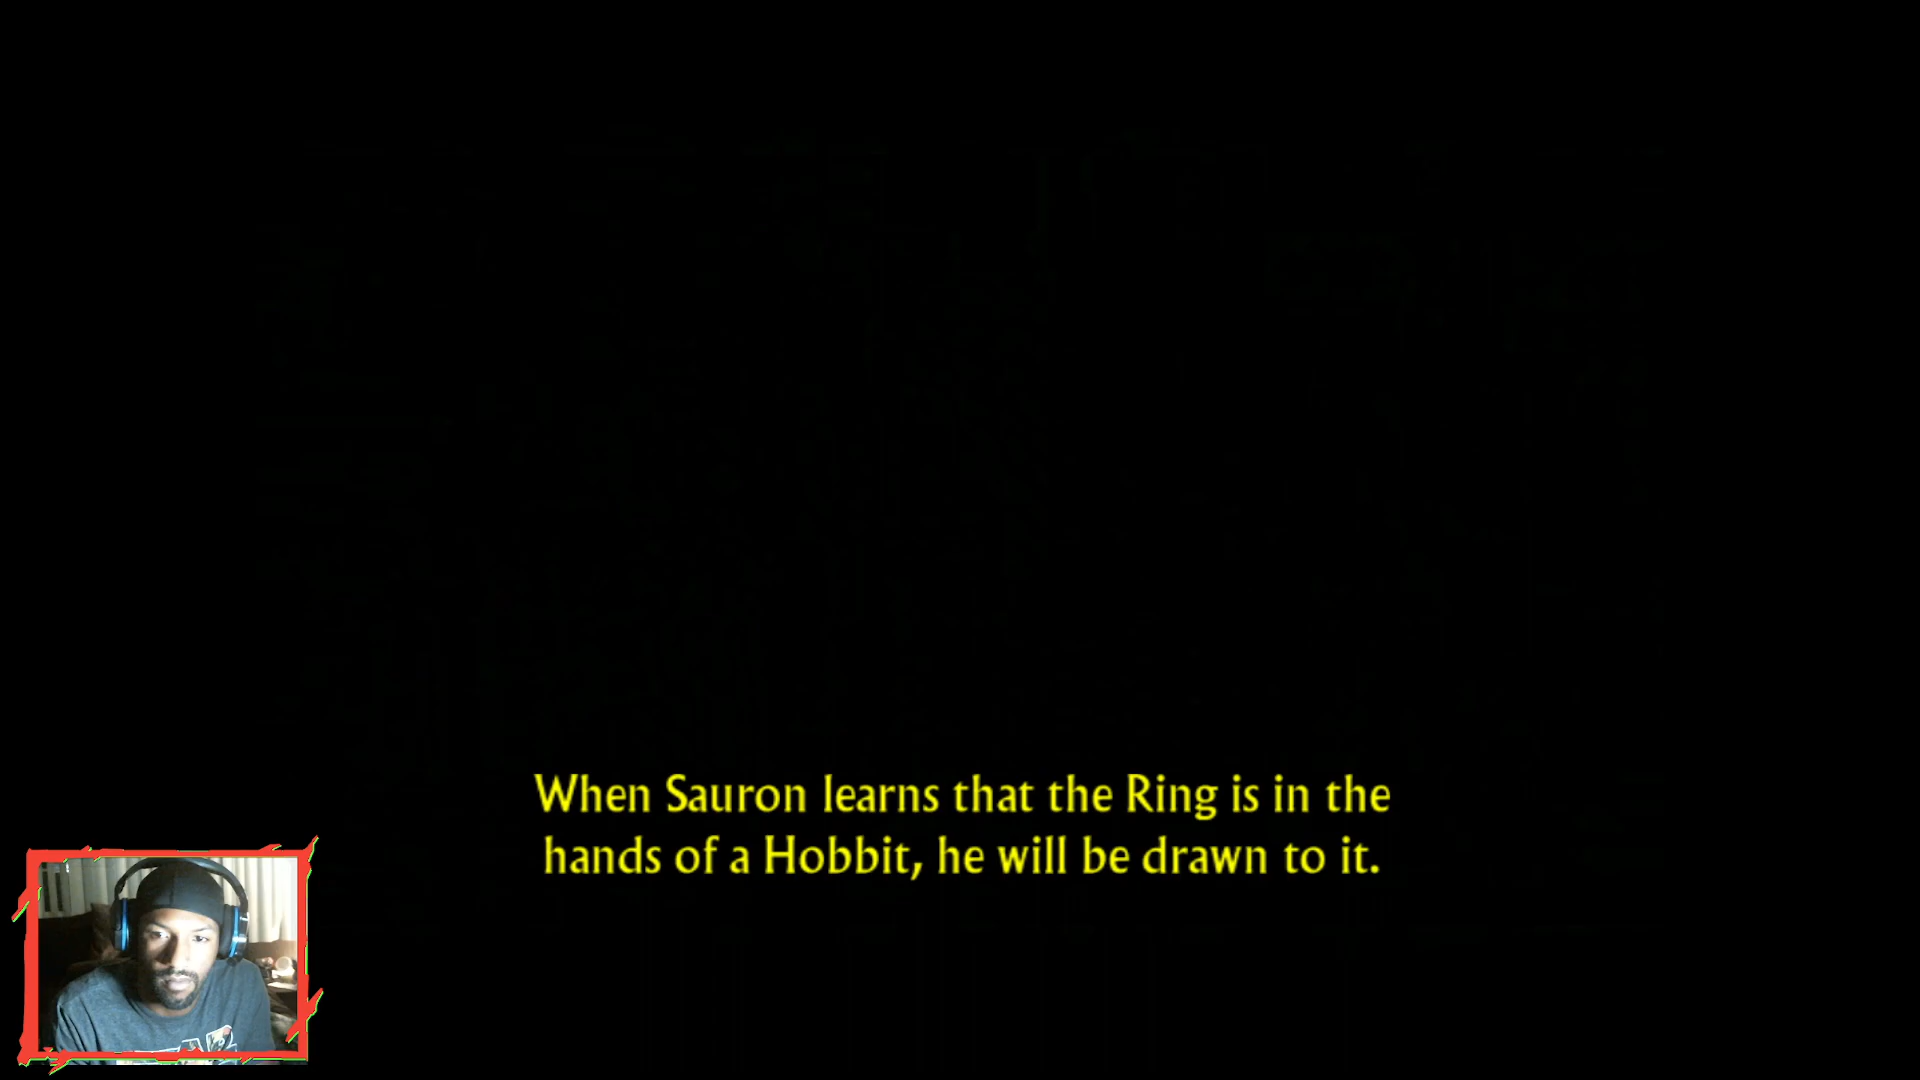 When Sauron learns that the Ring is in the
hands of a Hobbit, he will be drawn to it.